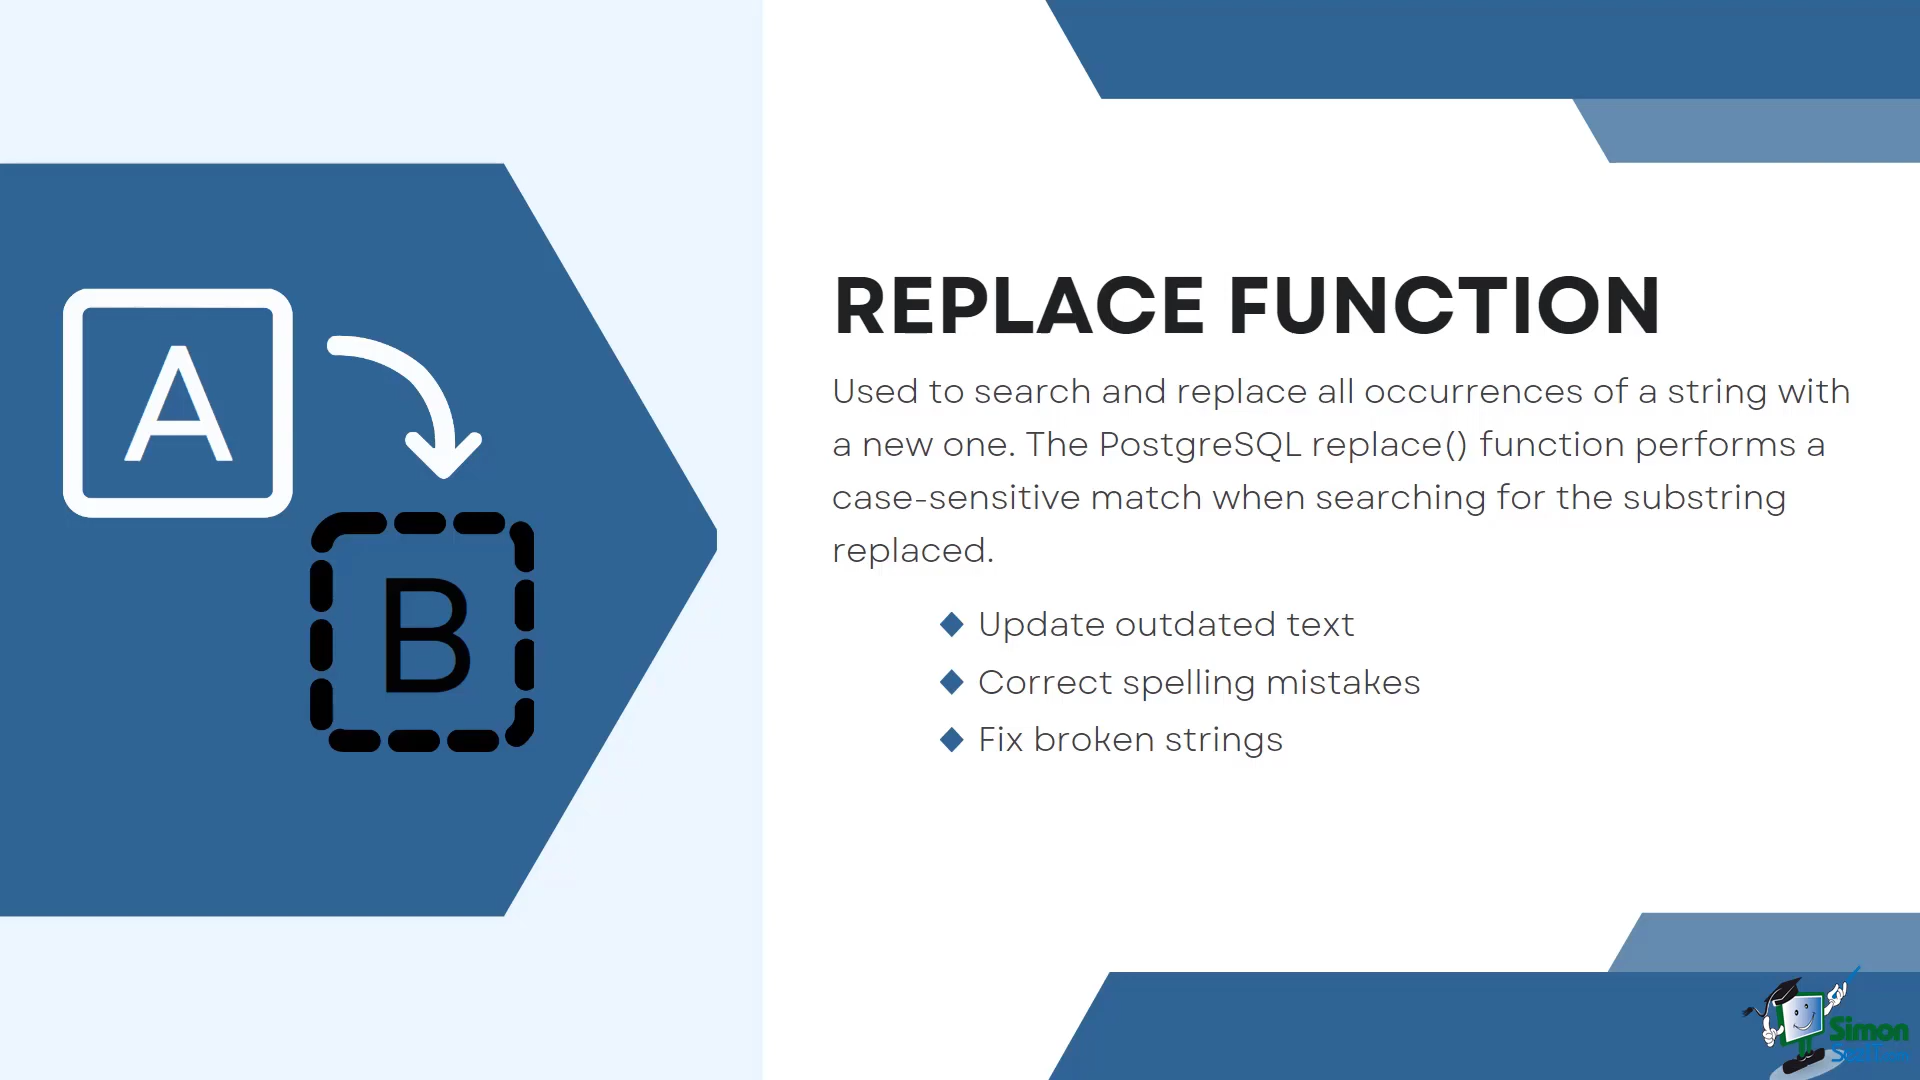 A
B
REPLACE FUNCTION
Used to search and replace all occurrences of a string with
a new one. The PostgreSQL replace() function performs a
case-sensitive match when searching for the substring
replaced.
Update outdated text
Correct spelling mistakes
Fix broken strings
Simon